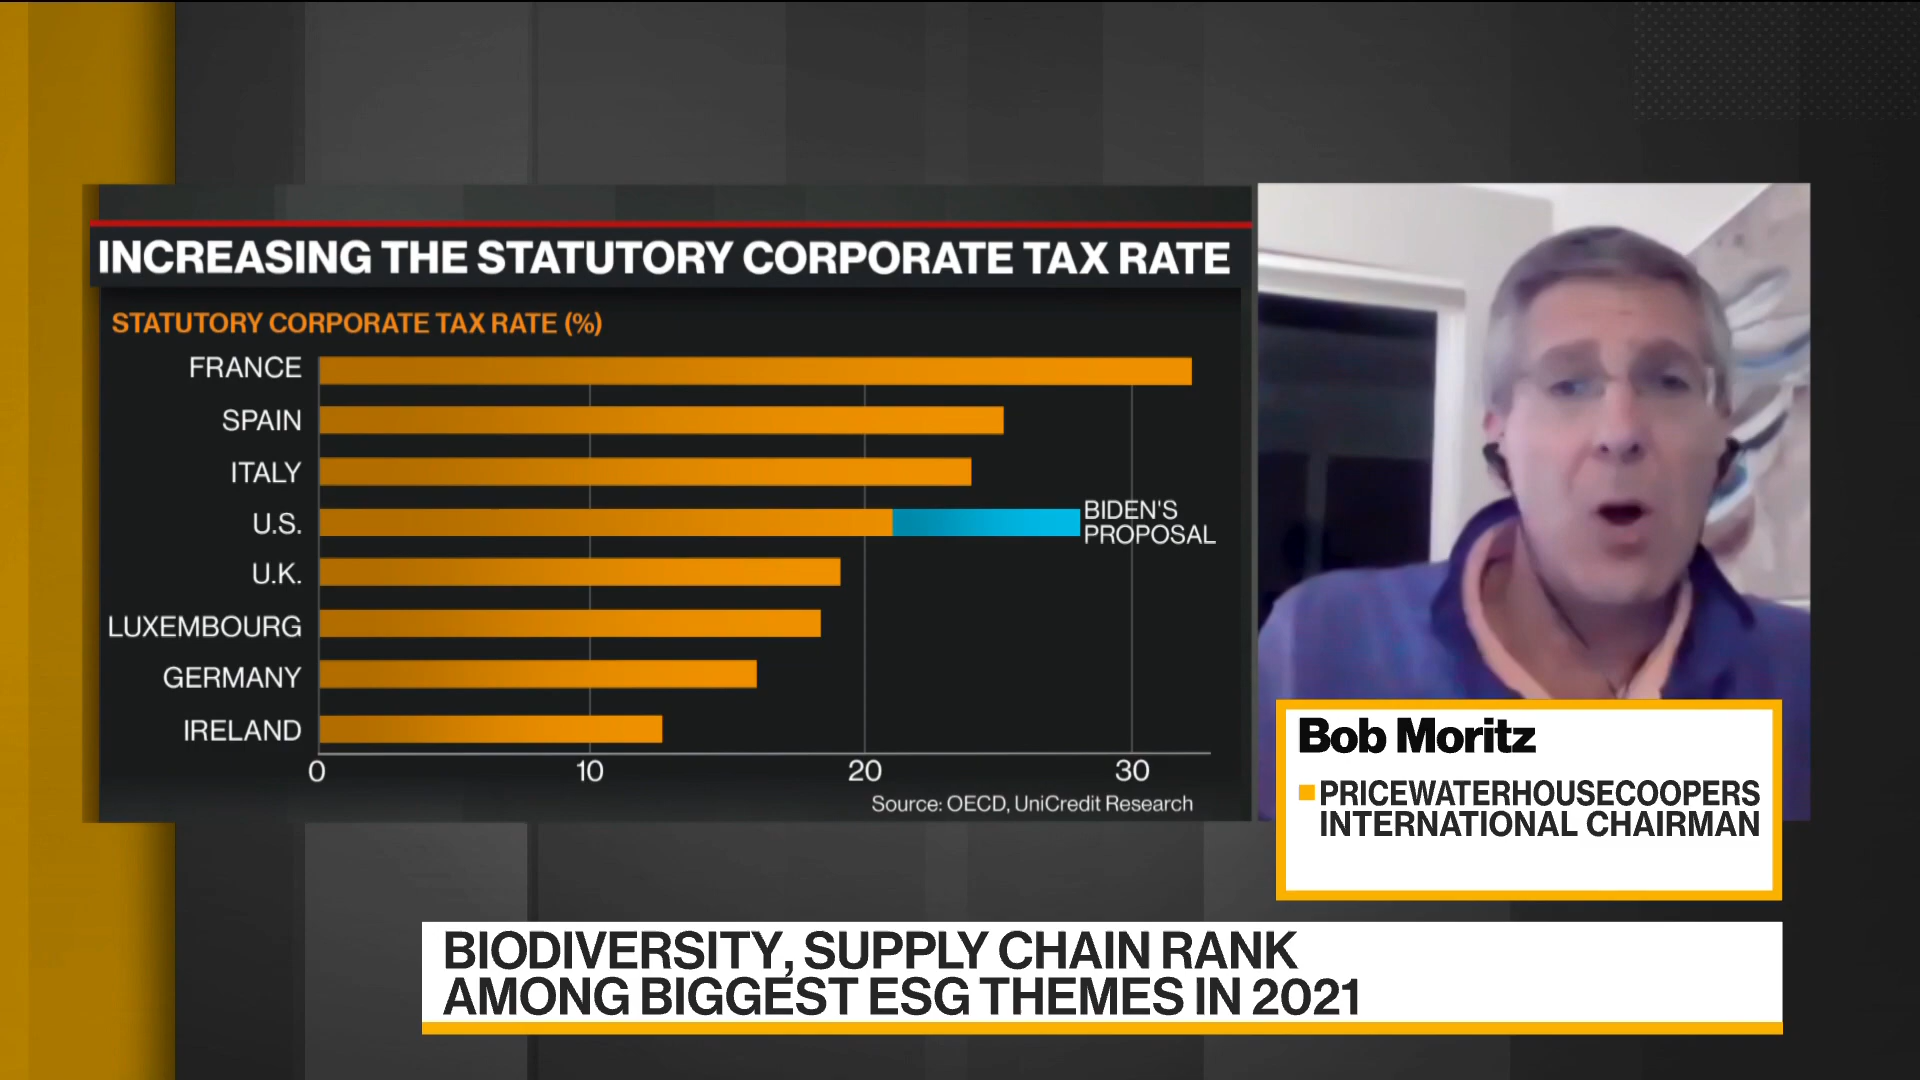 INCREASING THE STATUTORY CORPORATE TAX RATE
STATUTORY CORPORATE TAX RATE (%)
FRANCE
SPAIN
ITALY
U.S.
BIDEN'S
PROPOSAL
U.K.
LUXEMBOURG
GERMANY
IRELAND
0 10 20 30
Source: OECD, UniCredit Research
Bob Moritz
PRICEWATERHOUSECOOPERS
INTERNATIONAL CHAIRMAN
BIODIVERSITY, SUPPLY CHAIN RANK
AMONG BIGGEST ESG THEMES IN 2021